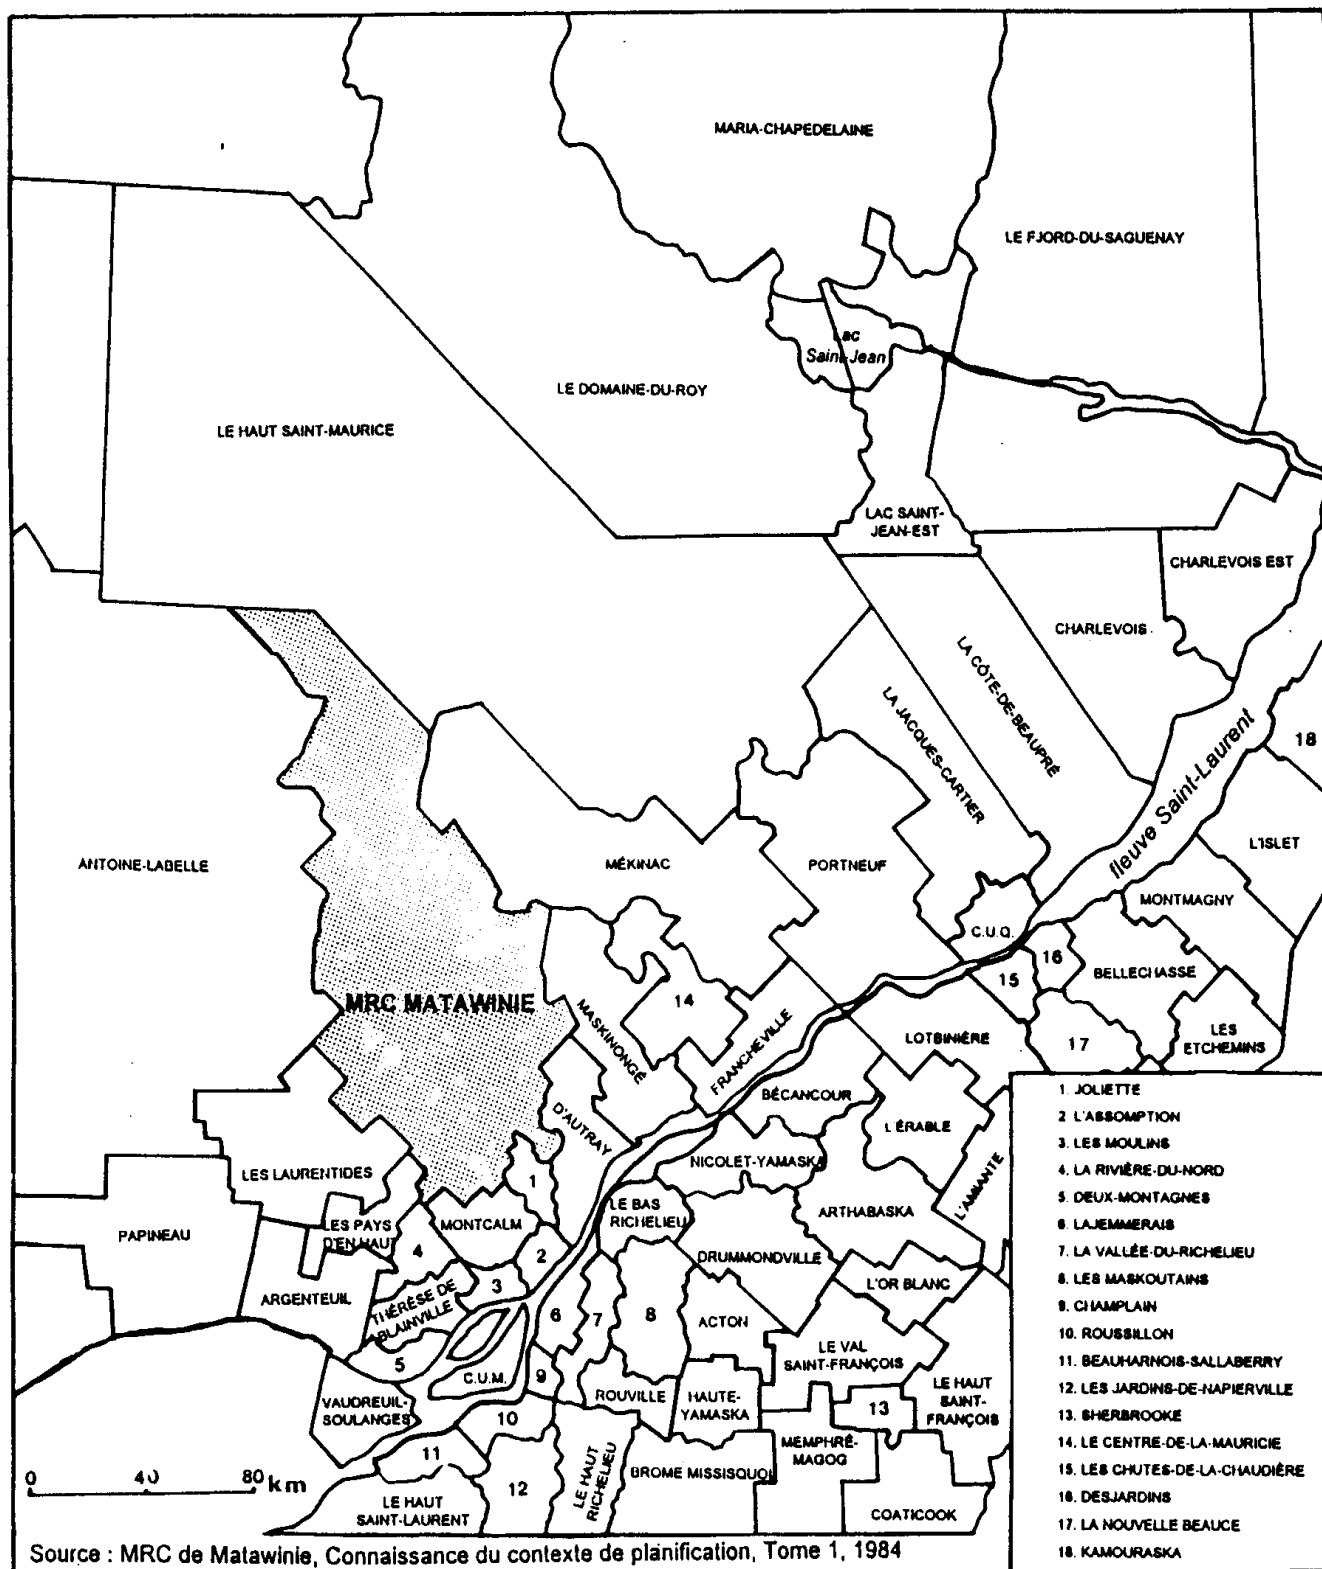 MARIA-CHAPEDELAINE
LE FJORD-DU-SAGUENAY
Lac
Saint-Jean
LE DOMAINE-DU-ROY
LE HAUT SAINT-MAURICE
LAC SAINT-
JEAN-EST
CHARLEVOIS EST
CHARLEVOIS
LA CÔTE-DE-BEAUPRÉ
LA JACQUES-CARTIER
fleuve Saint-Laurent
18
L'ISLET
ANTOINE-LABELLE
MÉKINAC
PORTNEUF
MONTMAGNY
C.U.Q.
16
15
BELLECHASSE
MRC MATAWINIE
MASKINONGÉ
14
FRANCHEVILLE
LOTBINIÈRE
17
LES
ETCHEMINS
BÉCANCOUR
D'AUTRAY
L'ÉRABLE
L'AMIANTE
LES LAURENTIDES
1
NICOLET-YAMASKA
PAPINEAU
LES PAYS
D'EN HAUT
4
MONTCALM
2
LE BAS
RICHELIEU
ARTHABASKA
DRUMMONDVILLE
L'OR BLANC
ARGENTEUIL
THÉRÈSE DE
BLAINVILLE
3
6
7
8
ACTON
5
C.U.M.
9
LE VAL
SAINT-FRANÇOIS
VAUDREUIL-
SOULANGES
10
ROUVILLE
HAUTE-
YAMASKA
13
LE HAUT
SAINT-
FRANÇOIS
11
12
LE HAUT
RICHELIEU
BROME MISSISQUOI
MEMPHRÉ-
MAGOG
COATICOOK
LE HAUT
SAINT-LAURENT
0 40 80 km
1. JOLIETTE
2 L'ASSOMPTION
3. LES MOULINS
4. LA RIVIÈRE-DU-NORD
5. DEUX-MONTAGNES
6. LAJEMMERAIS
7. LA VALLÉE-DU-RICHELIEU
8. LES MASKOUTAINS
9. CHAMPLAIN
10. ROUSSILLON
11. BEAUHARNOIS-SALLABERRY
12. LES JARDINS-DE-NAPIERVILLE
13. SHERBROOKE
14. LE CENTRE-DE-LA-MAURICIE
15. LES CHUTES-DE-LA-CHAUDIÈRE
16. DESJARDINS
17. LA NOUVELLE BEAUCE
18. KAMOURASKA
Source : MRC de Matawinie, Connaissance du contexte de planification, Tome 1, 1984